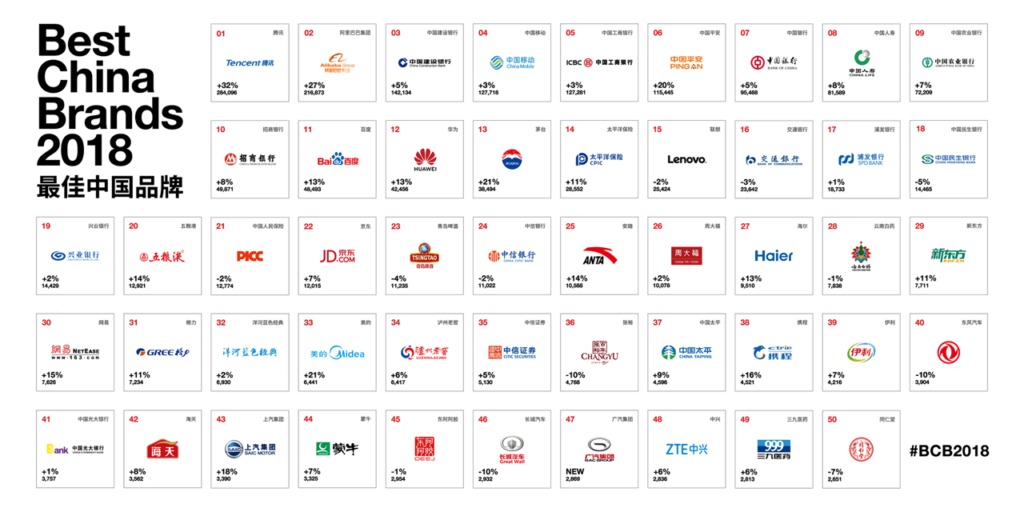 Best
China
Brands
2018
最佳中国品牌
01 腾讯
Tencent 腾讯
+32%
284,096
02 阿里巴巴集团
Alibaba Group
+27%
216,873
03 中国建设银行
中国建设银行
China Construction Bank
+5%
142,134
04 中国移动
中国移动
China Mobile
+3%
127,716
05 中国工商银行
ICBC 中国工商银行
+3%
127,281
06 中国平安
中国平安
PING AN
+20%
115,445
07 中国银行
中国银行
BANK OF CHINA
+5%
95,488
08 中国人寿
中国人寿
CHINA LIFE
+8%
81,589
09 中国农业银行
中国农业银行
+7%
72,209
10 招商银行
招商银行
+8%
49,871
11 百度
Bai 百度
+13%
48,493
12 华为
HUAWEI
+13%
42,456
13 茅台
+21%
38,494
14 太平洋保险
太平洋保险
CPIC
+11%
28,552
15 联想
Lenovo
-2%
25,424
16 交通银行
交通银行
BANK OF COMMUNICATIONS
-3%
23,642
17 浦发银行
浦发银行
SPD BANK
+1%
18,733
18 中国民生银行
中国民生银行
-5%
14,465
19 兴业银行
兴业银行
+2%
14,429
20 五粮液
五粮液
+14%
12,921
21 中国人民保险
PICC
-2%
12,774
22 京东
JD 京东
.COM
+7%
12,015
23 青岛啤酒
TSINGTAO
青岛啤酒
-4%
11,235
24 中信银行
中信银行
CHINA CITIC BANK
-2%
11,022
25 安踏
ANTA
+14%
10,586
26 周大福
周大福
+2%
10,078
27 海尔
Haier
+13%
9,510
28 云南白药
-1%
7,838
29 新东方
新东方
+11%
7,711
30 网易
網易 NetEase
www.163.com
+15%
7,626
31 格力
GREE 格力
+11%
7,234
32 洋河蓝色经典
洋河蓝色经典
+2%
6,930
33 美的
美的 Midea
+21%
6,441
34 泸州老窖
泸州老窖
+6%
6,417
35 中信证券
中信证券
CITIC SECURITIES
+5%
5,130
36 张裕
CHANGYU
-10%
4,768
37 中国太平
中国太平
CHINA TAIPING
+9%
4,596
38 携程
ctrip
携程
+16%
4,521
39 伊利
伊利
+7%
4,216
40 东风汽车
-10%
3,904
41 中国光大银行
Bank 中国光大银行
+1%
3,757
42 海天
海天
+8%
3,562
43 上汽集团
上汽集团
SAIC MOTOR
+18%
3,390
44 蒙牛
蒙牛
+7%
3,325
45 东阿阿胶
DEEJ
-1%
2,954
46 长城汽车
长城汽车
Great Wall
-10%
2,932
47 广汽集团
广汽集团
GAC GROUP
NEW
2,869
48 中兴
ZTE中兴
+6%
2,836
49 三九医药
999
三九医药
+6%
2,813
50 同仁堂
-7%
2,651
#BCB2018